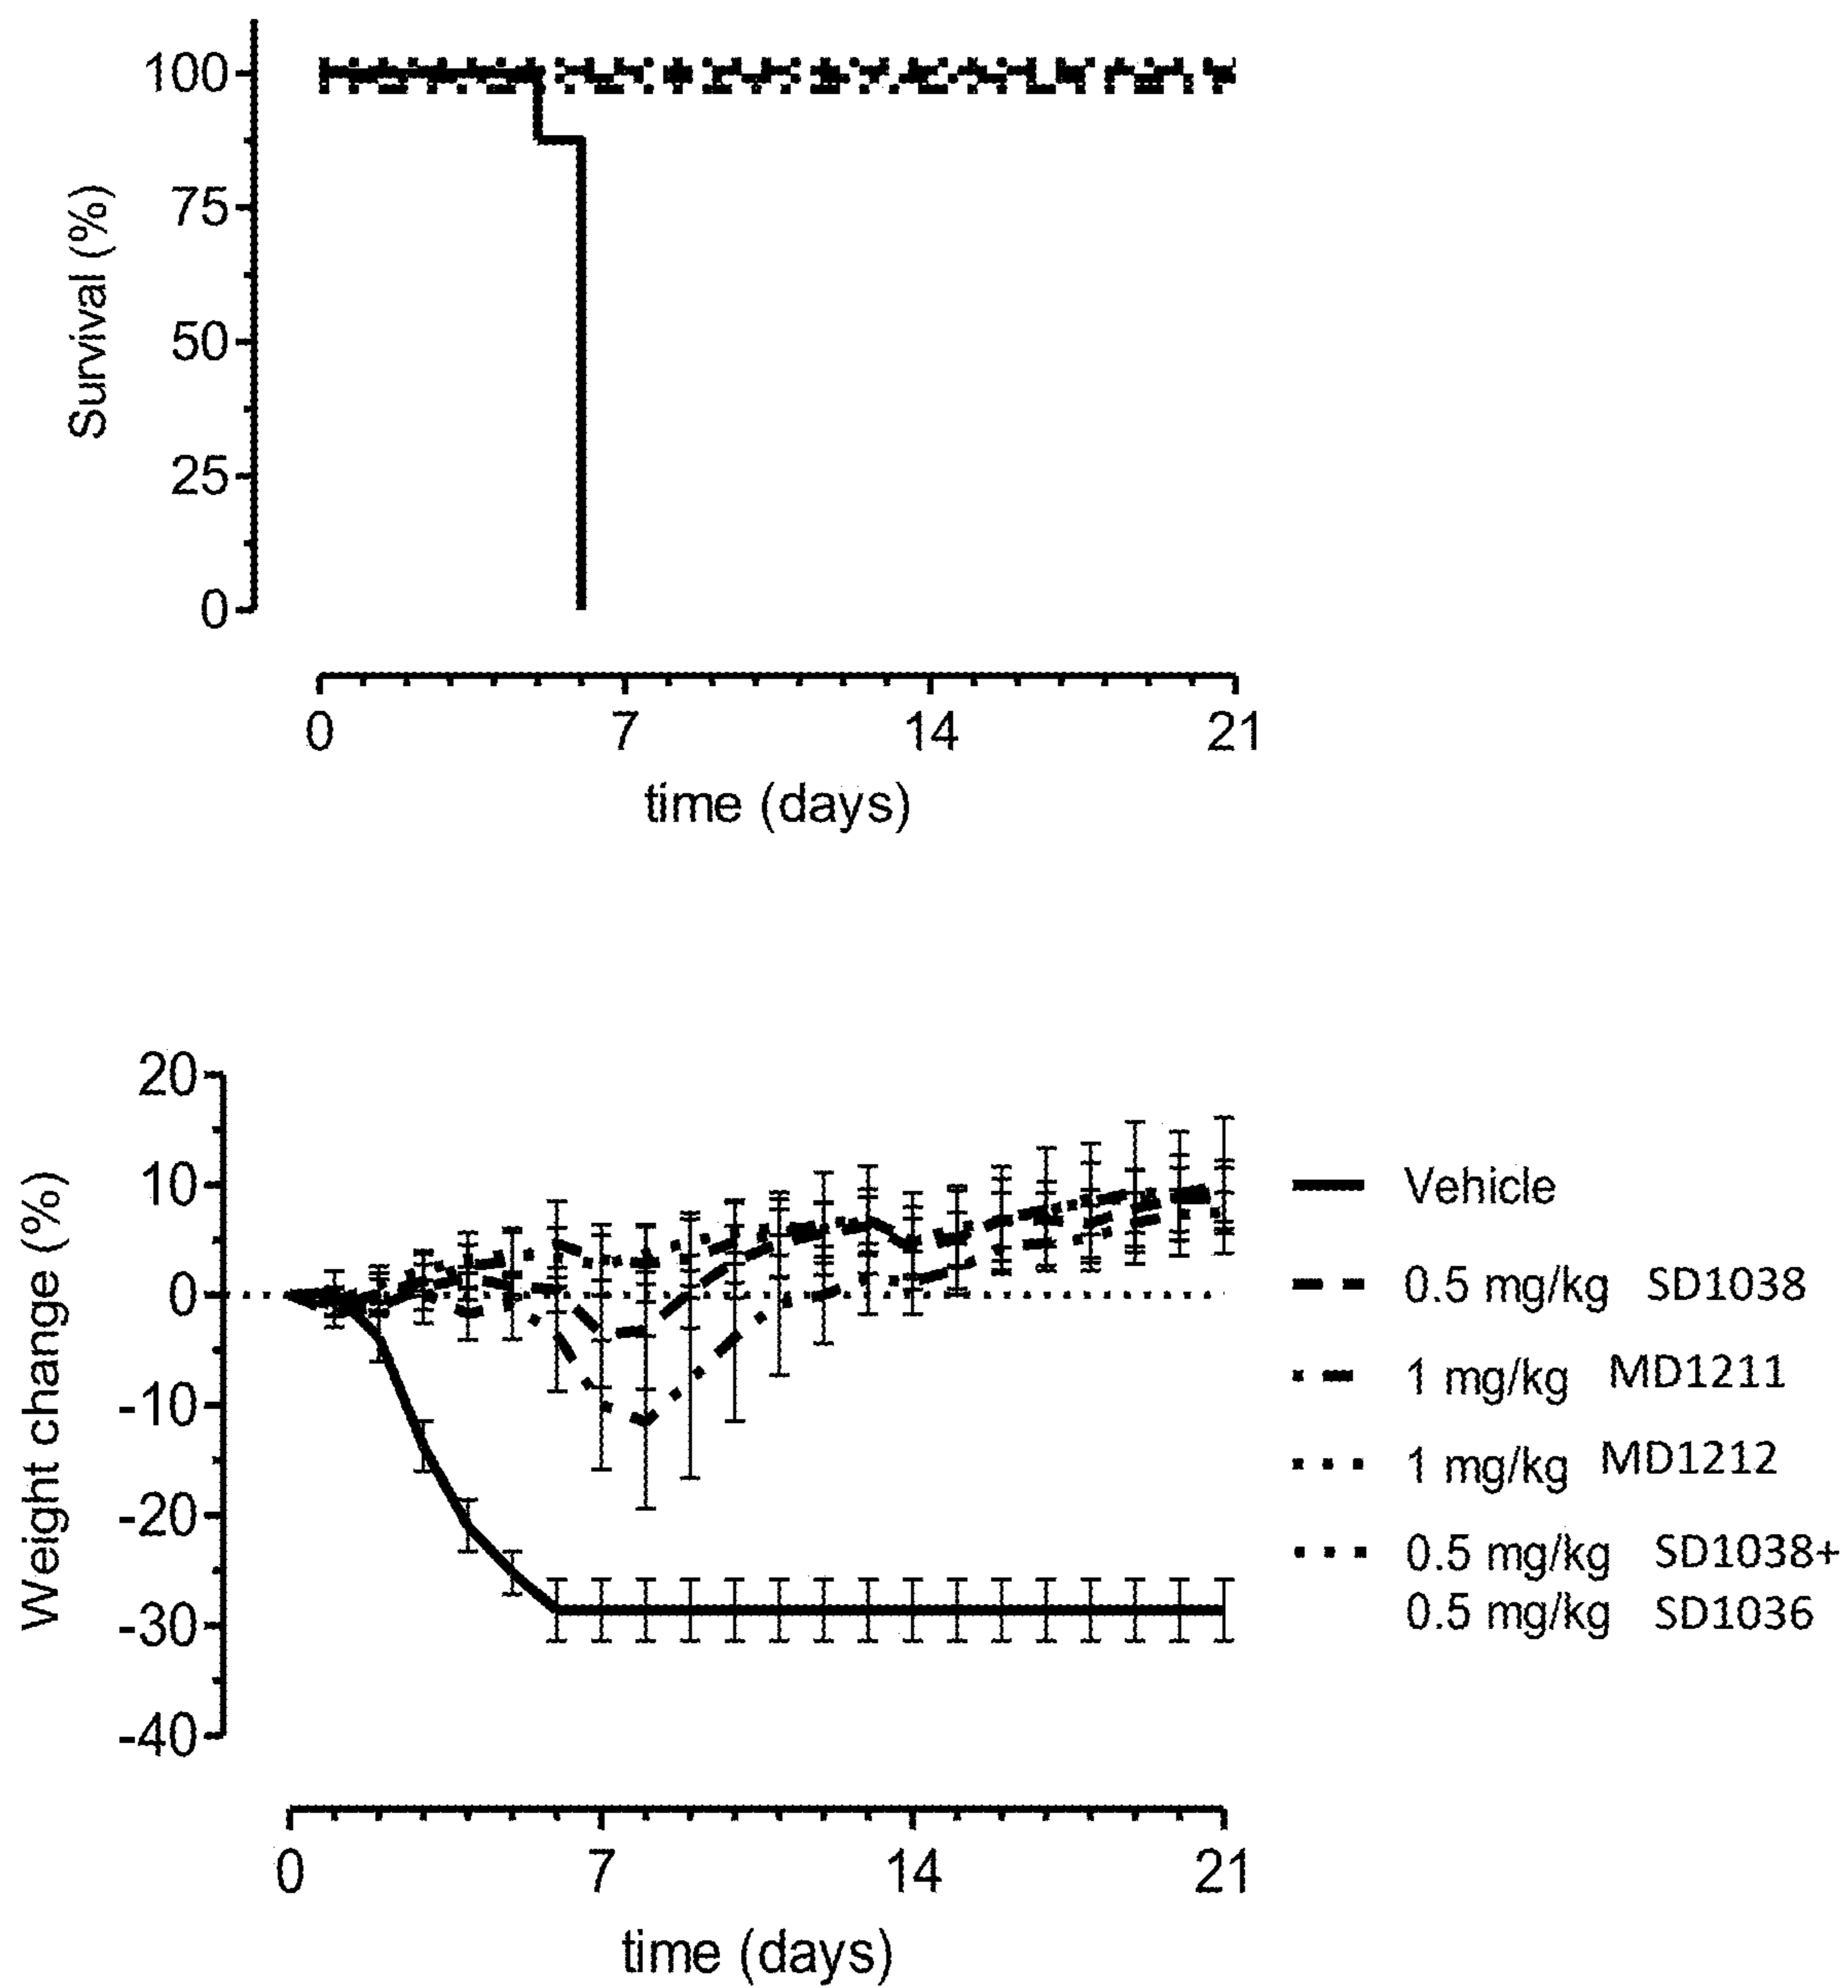 Survival (%)
100
75
50
25
0
0 7 14 21
time (days)
Weight change (%)
20
10
0
-10
-20
-30
-40
0 7 14 21
time (days)
Vehicle
0.5 mg/kg SD1038
1 mg/kg MD1211
1 mg/kg MD1212
0.5 mg/kg SD1038+
0.5 mg/kg SD1036